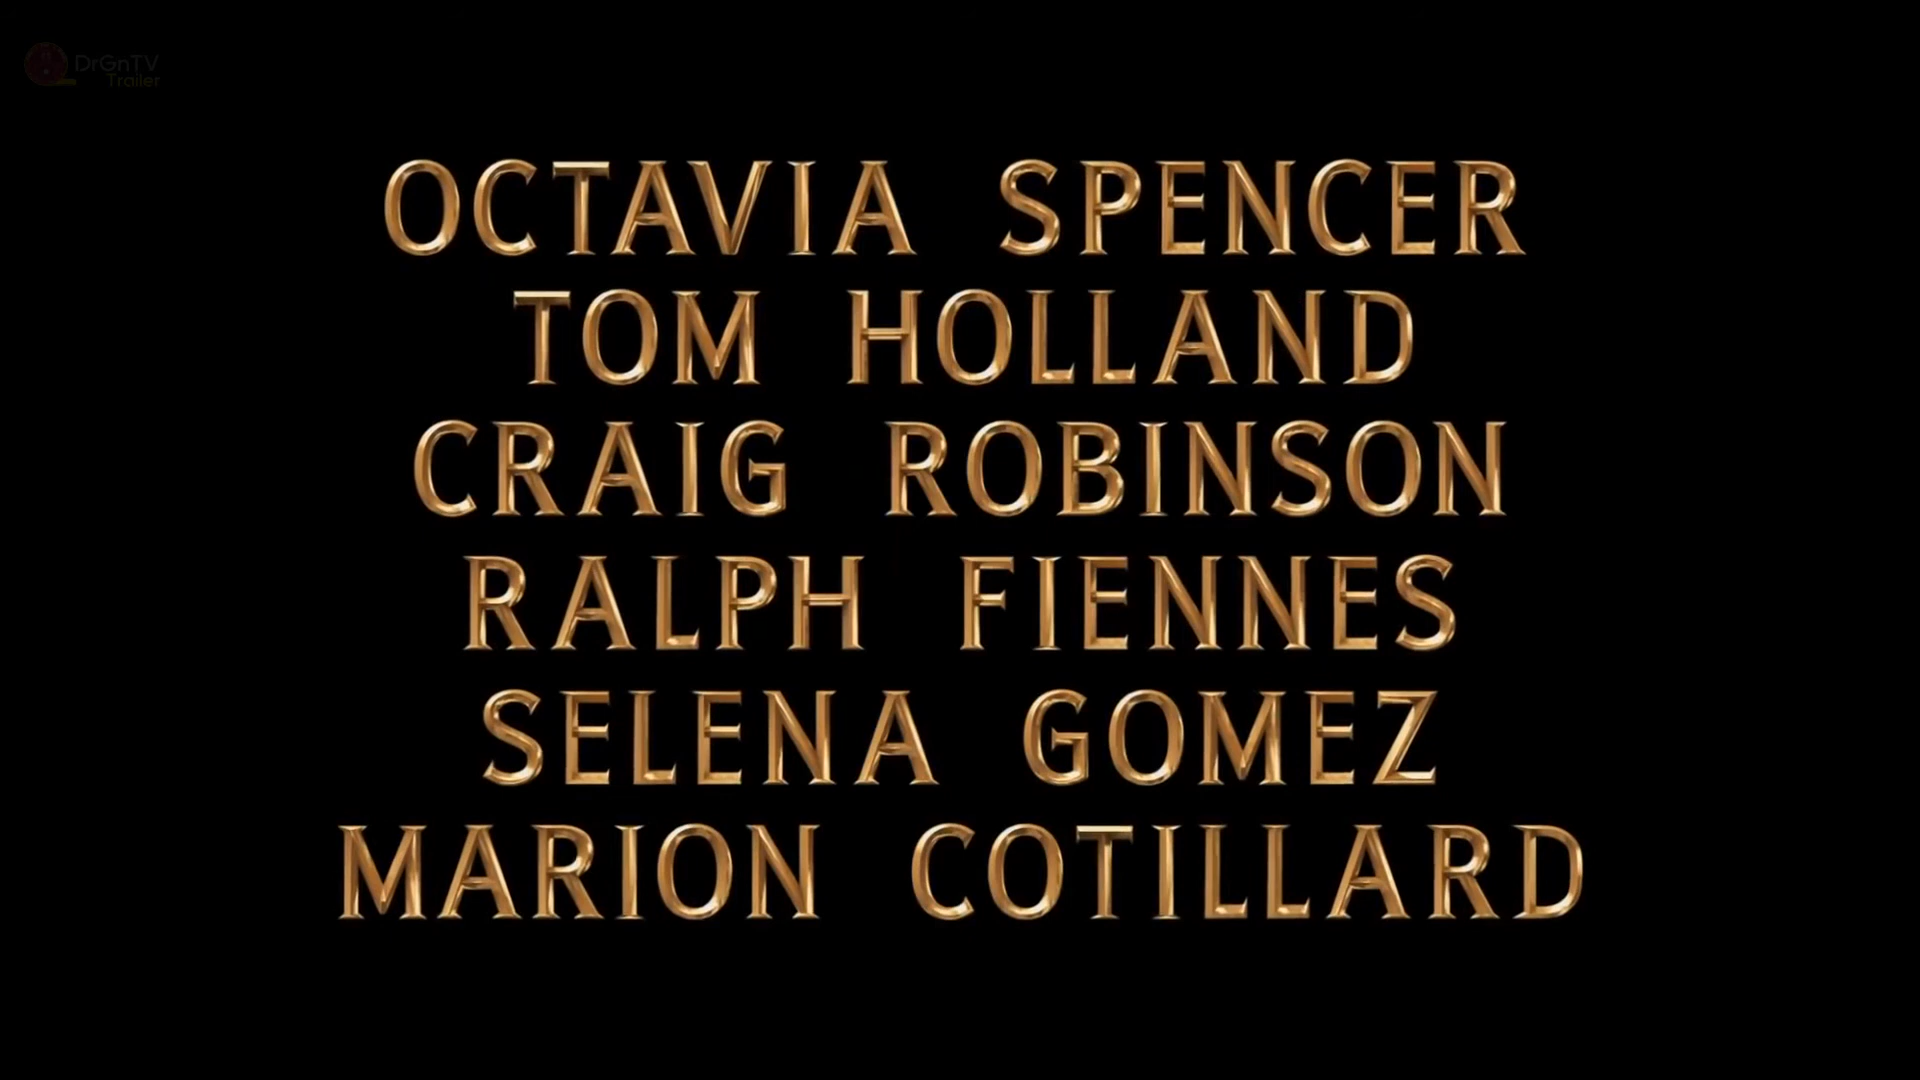 DrGnTV
Trailer
OCTAVIA SPENCER
TOM HOLLAND
CRAIG ROBINSON
RALPH FIENNES
SELENA GOMEZ
MARION COTILLARD